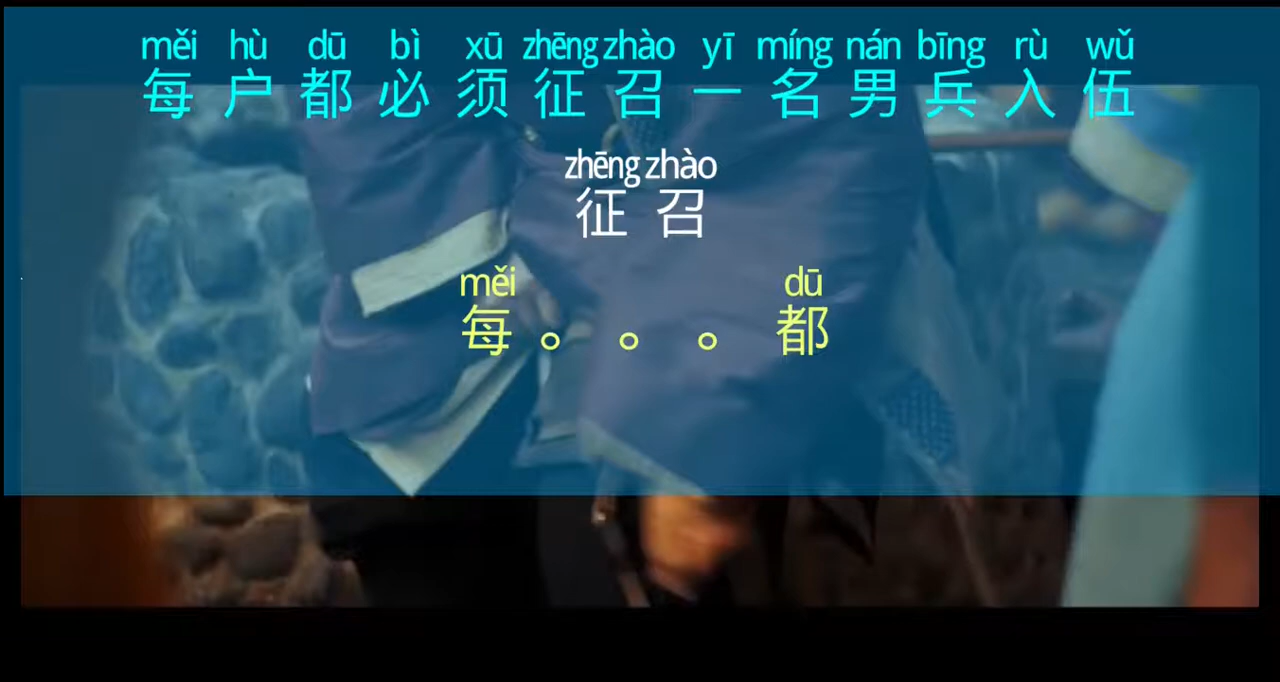 měi hù dū bì xū zhēng zhào yī míng nán bīng rù wǔ
每户都必须征召一名男兵入伍
zhēng zhào
征召
měi dū
每。。。都